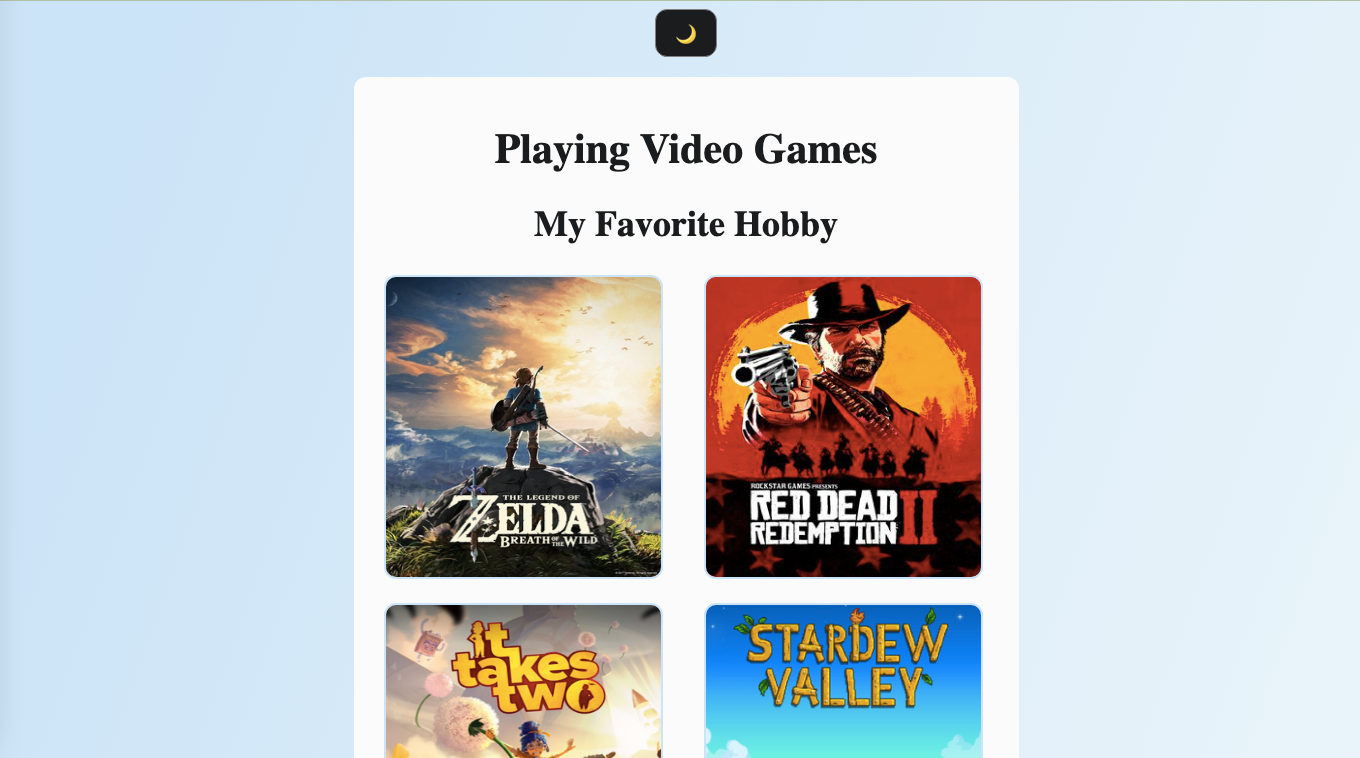 Playing Video Games
My Favorite Hobby
THE LEGEND OF
ZELDA
BREATH OF THE WILD
ROCKSTAR GAMES PRESENTS
RED DEAD
REDEMPTION II
it
takes
two
STARDEW
VALLEY